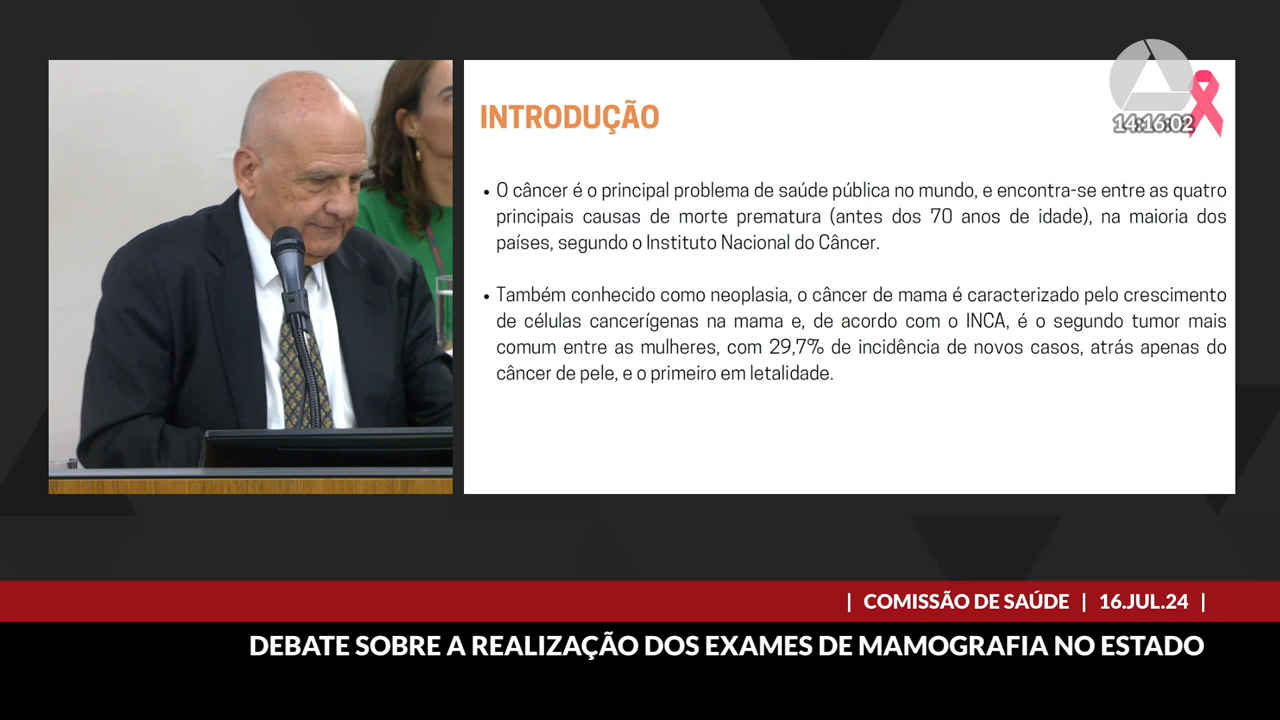 INTRODUÇÃO
14:16:02
• O câncer é o principal problema de saúde pública no mundo, e encontra-se entre as quatro
principais causas de morte prematura (antes dos 70 anos de idade), na maioria dos
países, segundo o Instituto Nacional do Câncer.
• Também conhecido como neoplasia, o câncer de mama é caracterizado pelo crescimento
de células cancerígenas na mama e, de acordo com o INCA, é o segundo tumor mais
comum entre as mulheres, com 29,7% de incidência de novos casos, atrás apenas do
câncer de pele, e o primeiro em letalidade.
| COMISSÃO DE SAÚDE | 16.JUL.24 |
DEBATE SOBRE A REALIZAÇÃO DOS EXAMES DE MAMOGRAFIA NO ESTADO